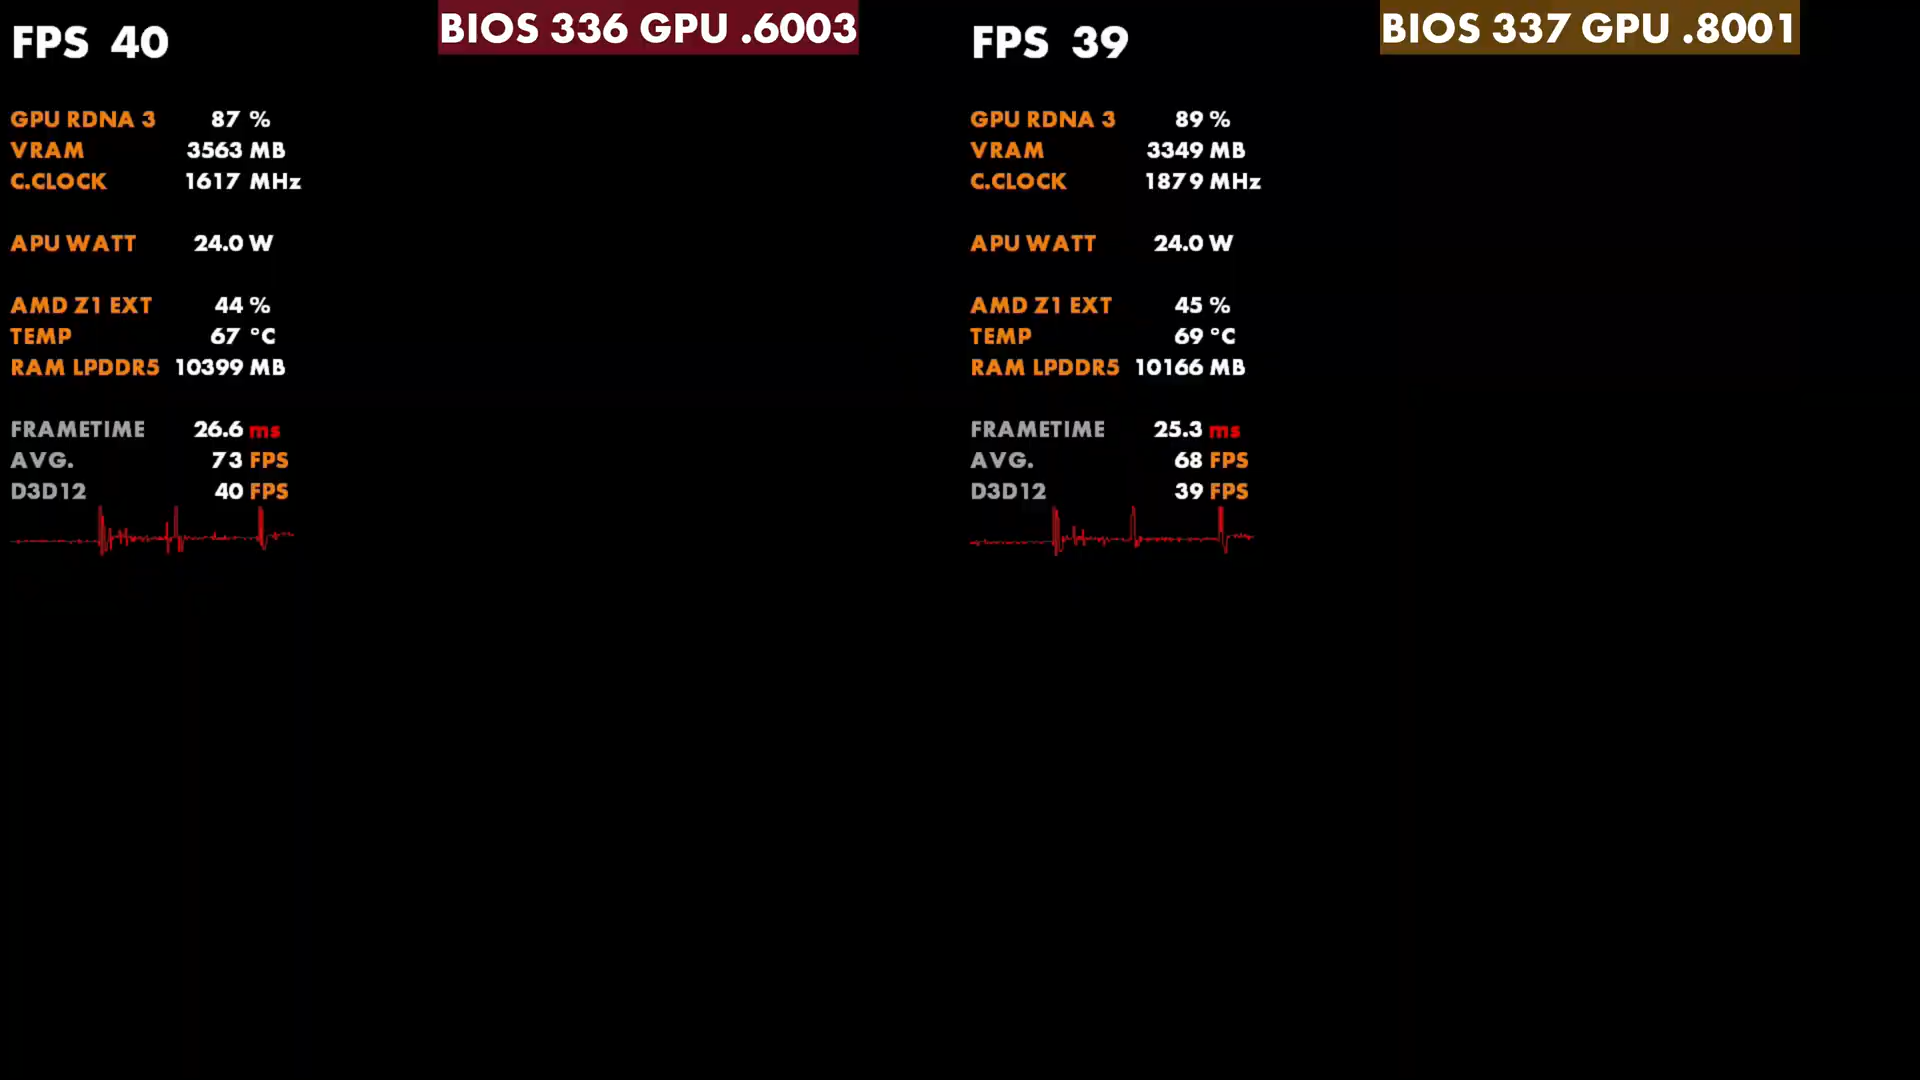 FPS 40
BIOS 336 GPU .6003
GPU RDNA 3 87 %
VRAM 3563 MB
C.CLOCK 1617 MHz
APU WATT 24.0 W
AMD Z1 EXT 44 %
TEMP 67 °C
RAM LPDDR5 10399 MB
FRAMETIME 26.6 ms
AVG. 73 FPS
D3D12 40 FPS
FPS 39
BIOS 337 GPU .8001
GPU RDNA 3 89 %
VRAM 3349 MB
C.CLOCK 1879 MHz
APU WATT 24.0 W
AMD Z1 EXT 45 %
TEMP 69 °C
RAM LPDDR5 10166 MB
FRAMETIME 25.3 ms
AVG. 68 FPS
D3D12 39 FPS